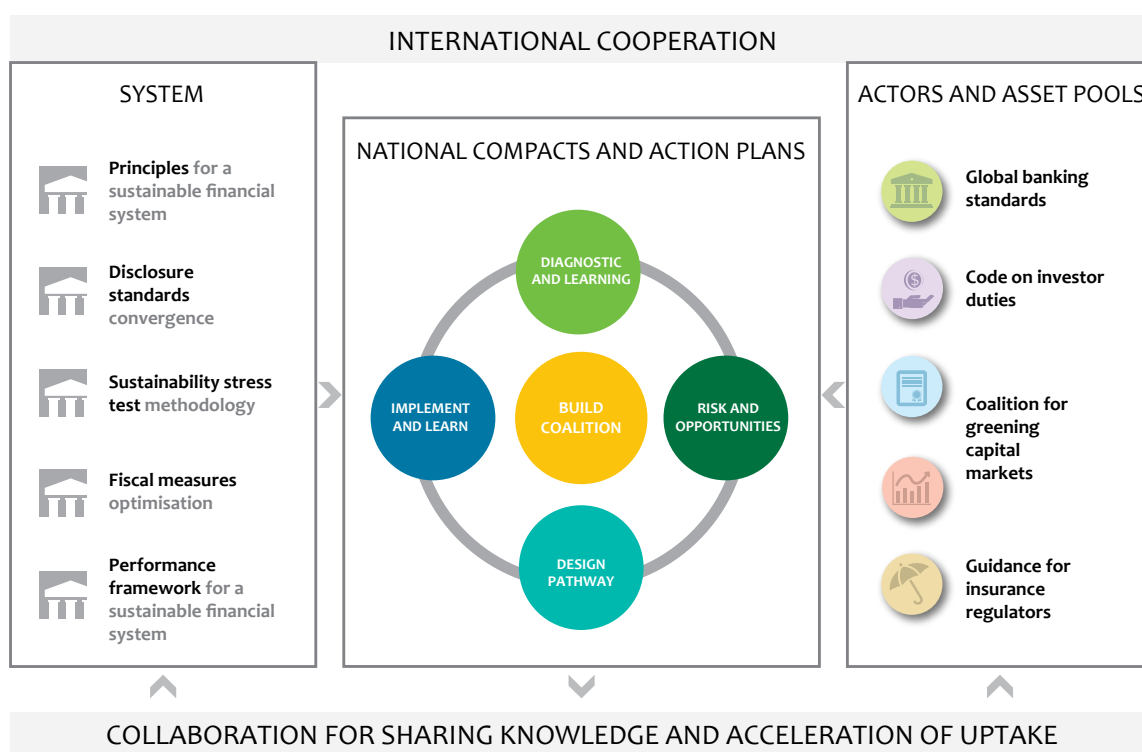 INTERNATIONAL COOPERATION
SYSTEM
Principles for a
sustainable financial
system
Disclosure
standards
convergence
Sustainability stress
test methodology
Fiscal measures
optimisation
Performance
framework for a
sustainable financial
system
NATIONAL COMPACTS AND ACTION PLANS
DIAGNOSTIC
AND LEARNING
IMPLEMENT
AND LEARN
BUILD
COALITION
RISK AND
OPPORTUNITIES
DESIGN
PATHWAY
ACTORS AND ASSET POOLS
Global banking
standards
$
Code on investor
duties
Coalition for
greening
capital
markets
Guidance for
insurance
regulators
COLLABORATION FOR SHARING KNOWLEDGE AND ACCELERATION OF UPTAKE